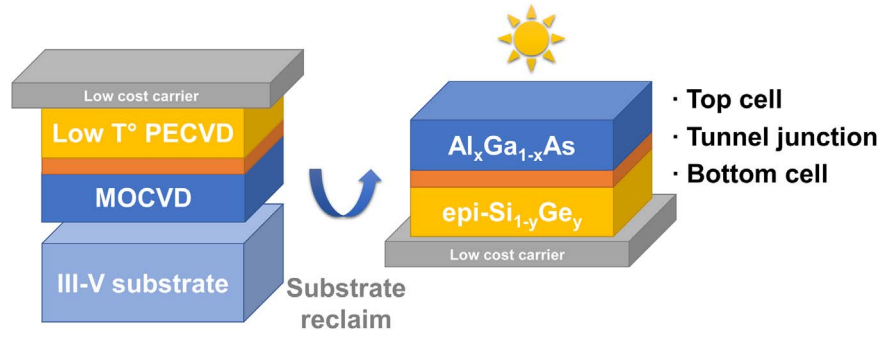 Low cost carrier
Low T° PECVD
MOCVD
III-V substrate
Substrate
reclaim
AlₓGa₁₋ₓAs
epi-Si₁₋ᵧGeᵧ
Low cost carrier
· Top cell
· Tunnel junction
· Bottom cell